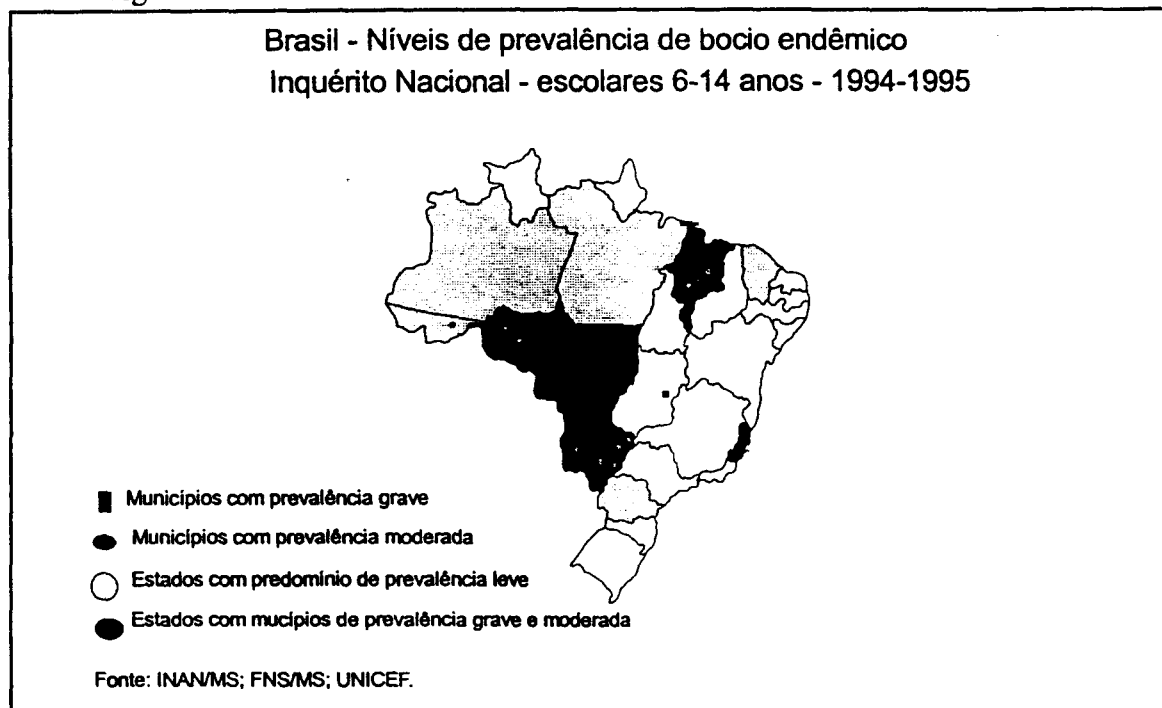 Brasil - Níveis de prevalência de bocio endêmico
Inquérito Nacional - escolares 6-14 anos - 1994-1995
Municípios com prevalência grave
Municípios com prevalência moderada
Estados com predomínio de prevalência leve
Estados com mucípios de prevalência grave e moderada
Fonte: INAN/MS; FNS/MS; UNICEF.